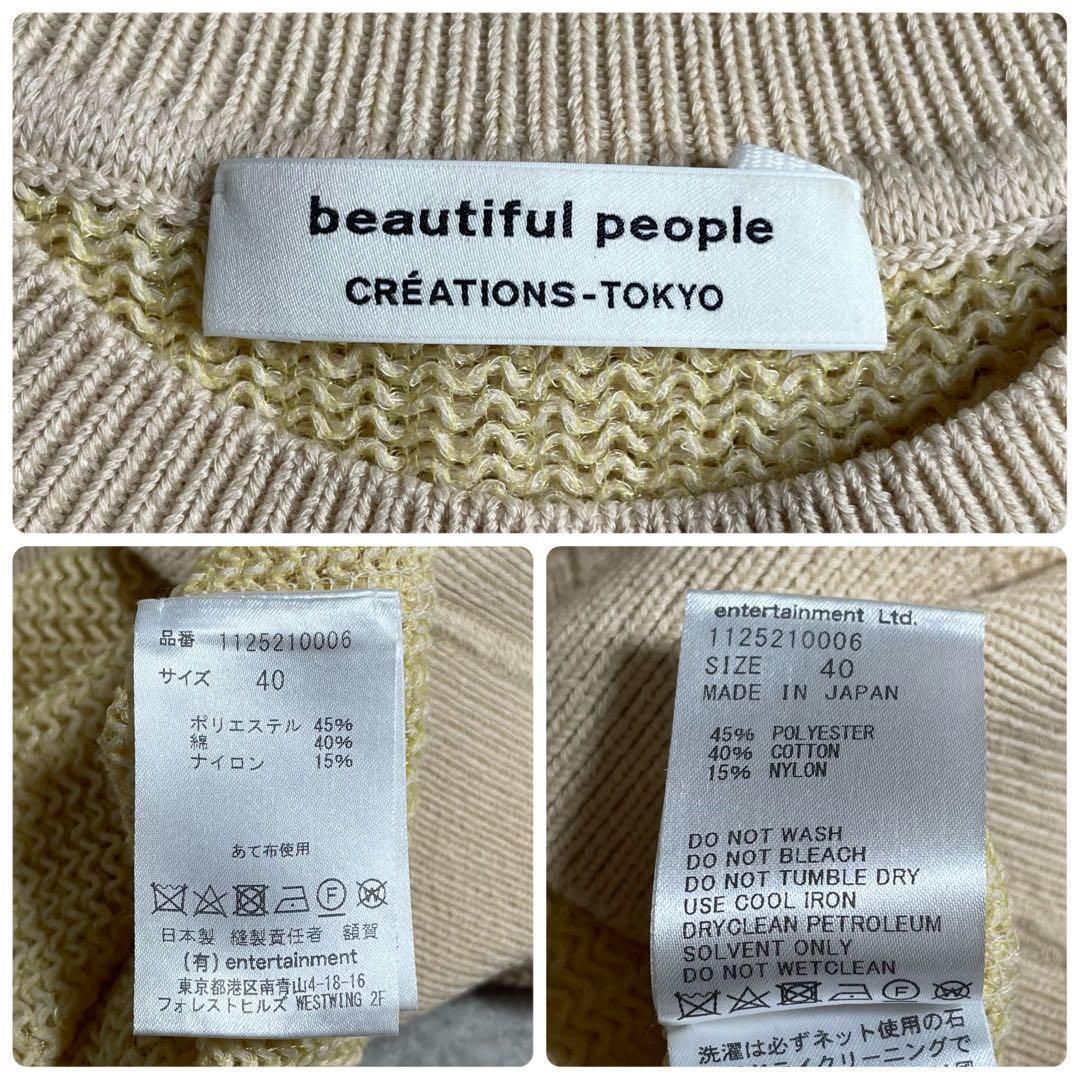 beautiful people
CRÉATIONS-TOKYO
品番 1125210006
サイズ 40
ポリエステル 45%
綿 40%
ナイロン 15%
あて布使用
F W
日本製 縫製責任者 額賀
(有) entertainment
東京都港区南青山4-18-16
フォレストヒルズ WESTWING 2F
entertainment Ltd.
1125210006
SIZE 40
MADE IN JAPAN
45% POLYESTER
40% COTTON
15% NYLON
DO NOT WASH
DO NOT BLEACH
DO NOT TUMBLE DRY
USE COOL IRON
DRYCLEAN PETROLEUM
SOLVENT ONLY
DO NOT WETCLEAN
F W
洗濯は必ずネット使用の石
ライクリーニングで